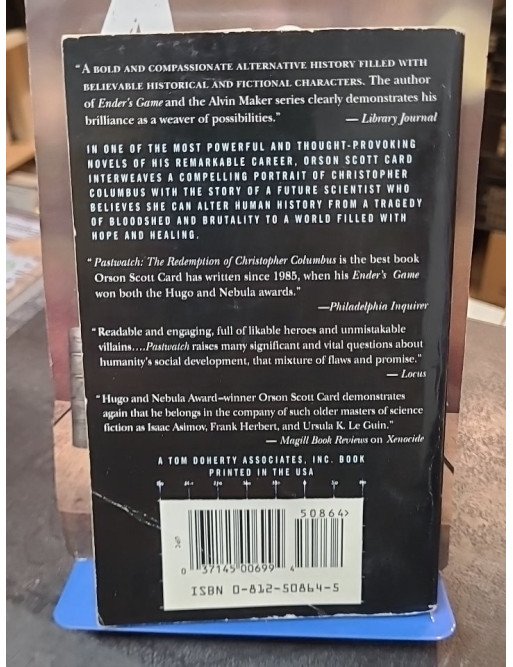 “A BOLD AND COMPASSIONATE ALTERNATIVE HISTORY FILLED WITH
BELIEVABLE HISTORICAL AND FICTIONAL CHARACTERS. The author
of Ender's Game and the Alvin Maker series clearly demonstrates his
brilliance as a weaver of possibilities.”
— Library Journal
IN ONE OF THE MOST POWERFUL AND THOUGHT-PROVOKING
NOVELS OF HIS REMARKABLE CAREER, ORSON SCOTT CARD
INTERWEAVES A COMPELLING PORTRAIT OF CHRISTOPHER
COLUMBUS WITH THE STORY OF A FUTURE SCIENTIST WHO
BELIEVES SHE CAN ALTER HUMAN HISTORY FROM A TRAGEDY
OF BLOODSHED AND BRUTALITY TO A WORLD FILLED WITH
HOPE AND HEALING.
“Pastwatch: The Redemption of Christopher Columbus is the best book
Orson Scott Card has written since 1985, when his Ender's Game
won both the Hugo and Nebula awards.”
—Philadelphia Inquirer
“Readable and engaging, full of likable heroes and unmistakable
villains....Pastwatch raises many significant and vital questions about
humanity's social development, that mixture of flaws and promise.”
— Locus
“Hugo and Nebula Award–winner Orson Scott Card demonstrates
again that he belongs in the company of such older masters of science
fiction as Isaac Asimov, Frank Herbert, and Ursula K. Le Guin.”
— Magill Book Reviews on Xenocide
A TOM DOHERTY ASSOCIATES, INC. BOOK
PRINTED IN THE USA
50864>
0 37145 00699 4
ISBN 0-812-50864-5